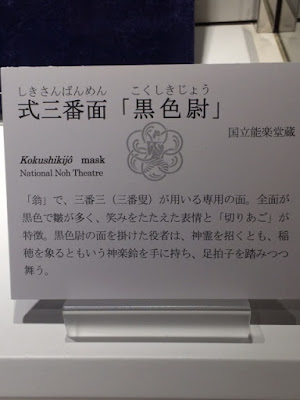 しきさんばんめん　こくしきじょう
式三番面「黒色尉」
国立能楽堂蔵
Kokushikijô mask
National Noh Theatre
「翁」で、三番三（三番叟）が用いる専用の面。全面が
黒色で皺が多く、笑みをたたえた表情と「切りあご」が
特徴。黒色尉の面を掛けた役者は、神霊を招くとも、稲
穂を象るともいう神楽鈴を手に持ち、足拍子を踏みつつ
舞う。